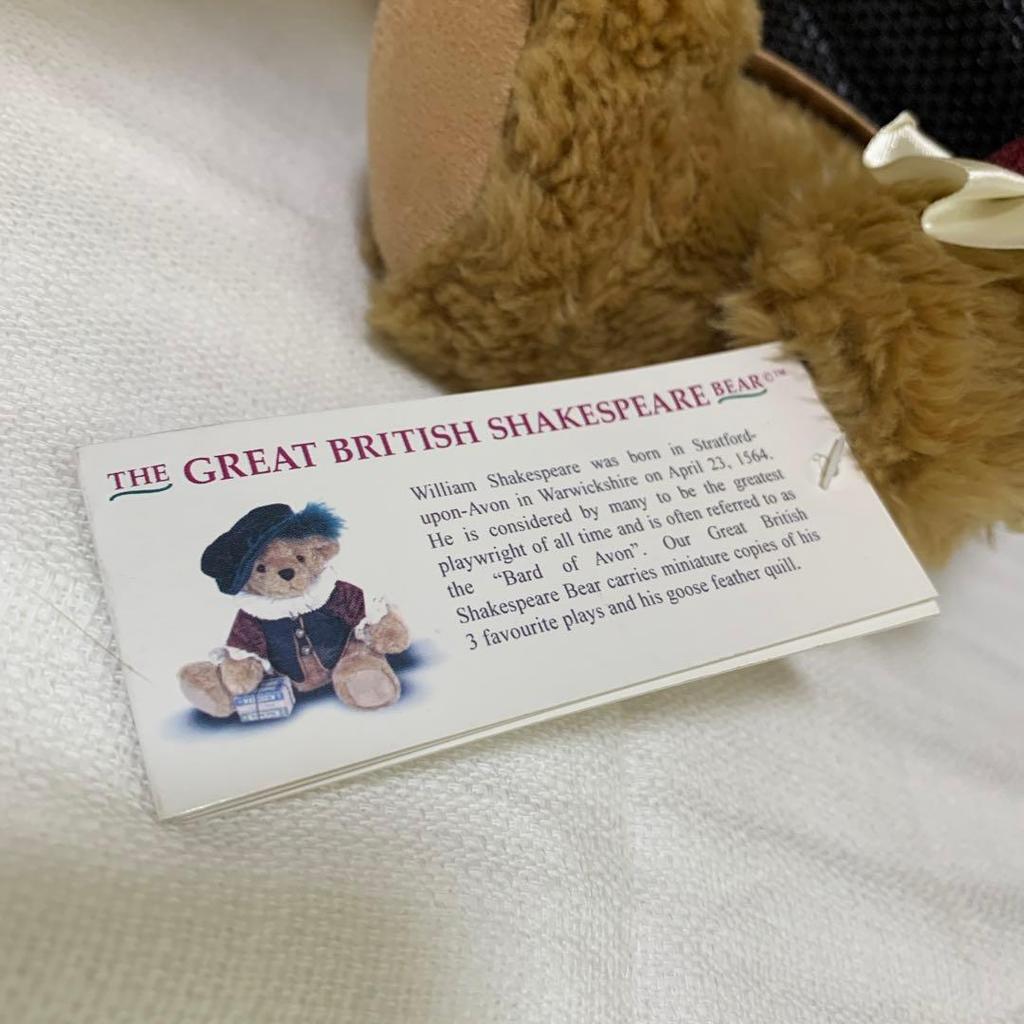 THE GREAT BRITISH SHAKESPEARE BEAR©™
William Shakespeare was born in Stratford-
upon-Avon in Warwickshire on April 23, 1564.
He is considered by many to be the greatest
playwright of all time and is often referred to as
the “Bard of Avon”. Our Great British
Shakespeare Bear carries miniature copies of his
3 favourite plays and his goose feather quill.